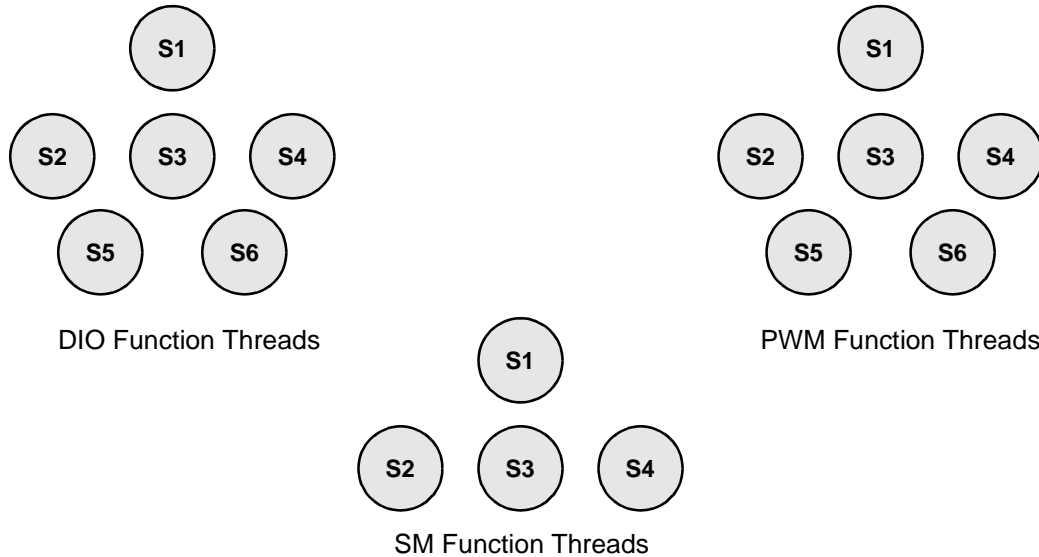 S1
S2 S3 S4
S5 S6
DIO Function Threads
S1
S2 S3 S4
S5 S6
PWM Function Threads
S1
S2 S3 S4
SM Function Threads